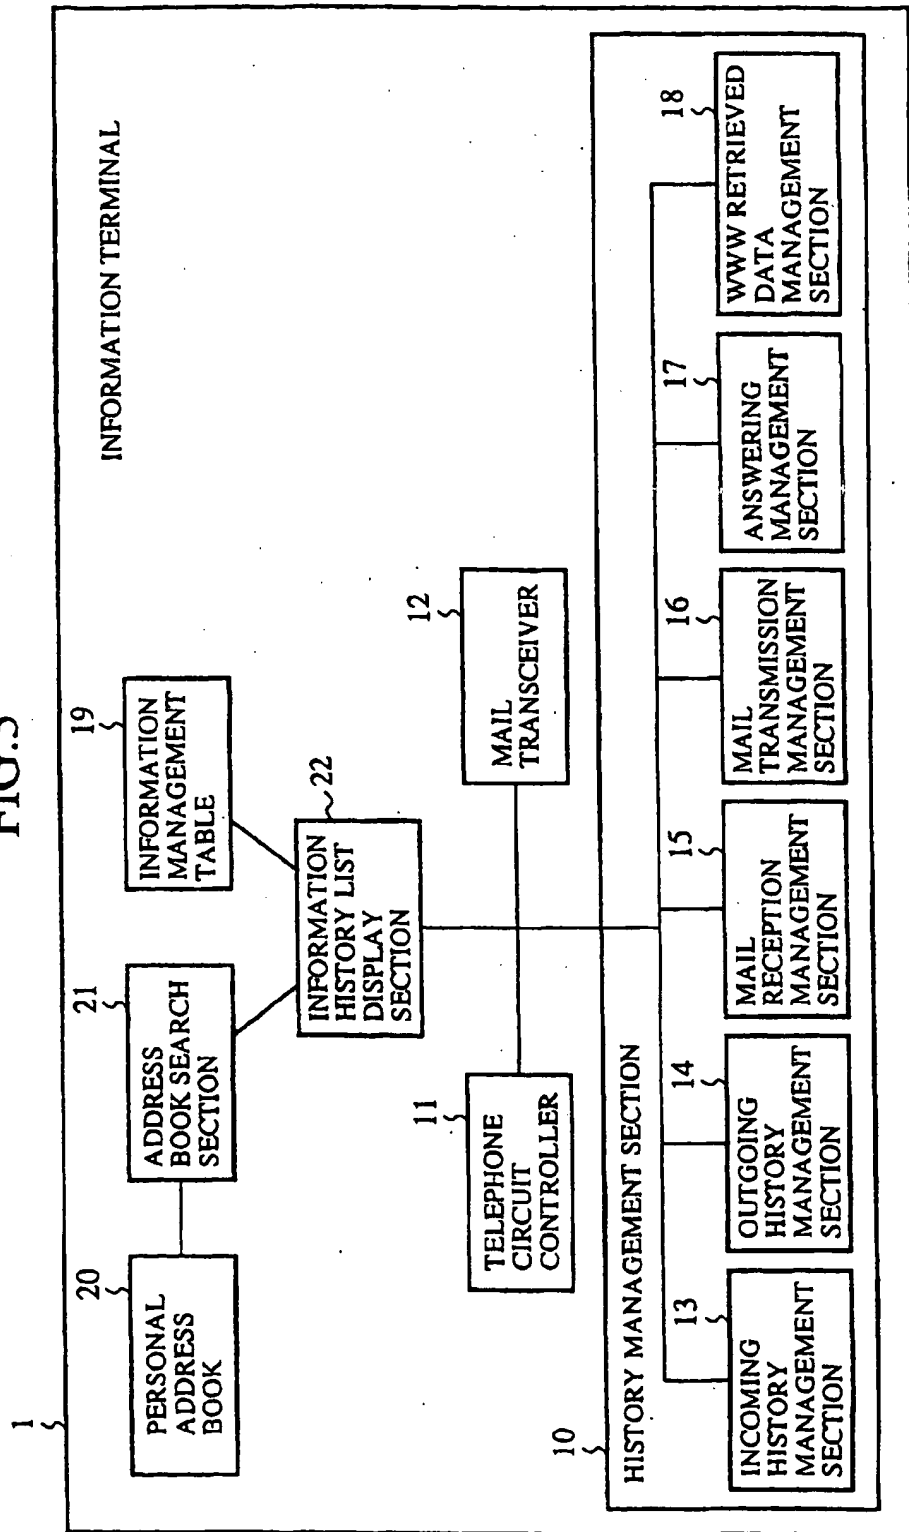 FIG.3
1
INFORMATION TERMINAL
20
PERSONAL
ADDRESS
BOOK
21
ADDRESS
BOOK SEARCH
SECTION
19
INFORMATION
MANAGEMENT
TABLE
22
INFORMATION
HISTORY LIST
DISPLAY
SECTION
11
TELEPHONE
CIRCUIT
CONTROLLER
12
MAIL
TRANSCEIVER
10
HISTORY MANAGEMENT SECTION
13
INCOMING
HISTORY
MANAGEMENT
SECTION
14
OUTGOING
HISTORY
MANAGEMENT
SECTION
15
MAIL
RECEPTION
MANAGEMENT
SECTION
16
MAIL
TRANSMISSION
MANAGEMENT
SECTION
17
ANSWERING
MANAGEMENT
SECTION
18
WWW RETRIEVED
DATA
MANAGEMENT
SECTION